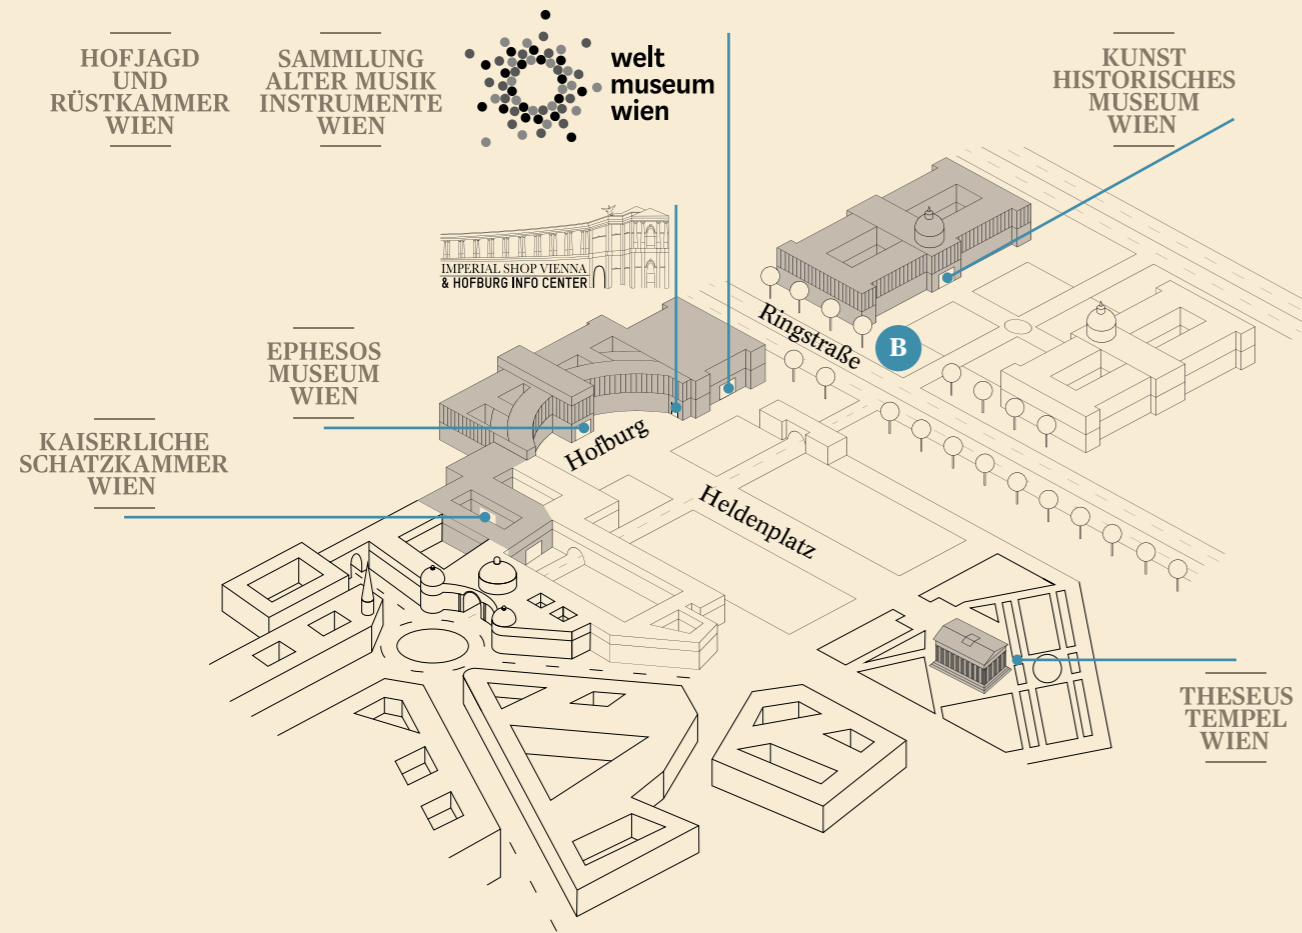 HOFJAGD
UND
RÜSTKAMMER
WIEN
SAMMLUNG
ALTER MUSIK
INSTRUMENTE
WIEN
welt
museum
wien
KUNST
HISTORISCHES
MUSEUM
WIEN
IMPERIAL SHOP VIENNA
& HOFBURG INFO CENTER
Ringstraße
B
EPHESOS
MUSEUM
WIEN
Hofburg
KAISERLICHE
SCHATZKAMMER
WIEN
Heldenplatz
THESEUS
TEMPEL
WIEN